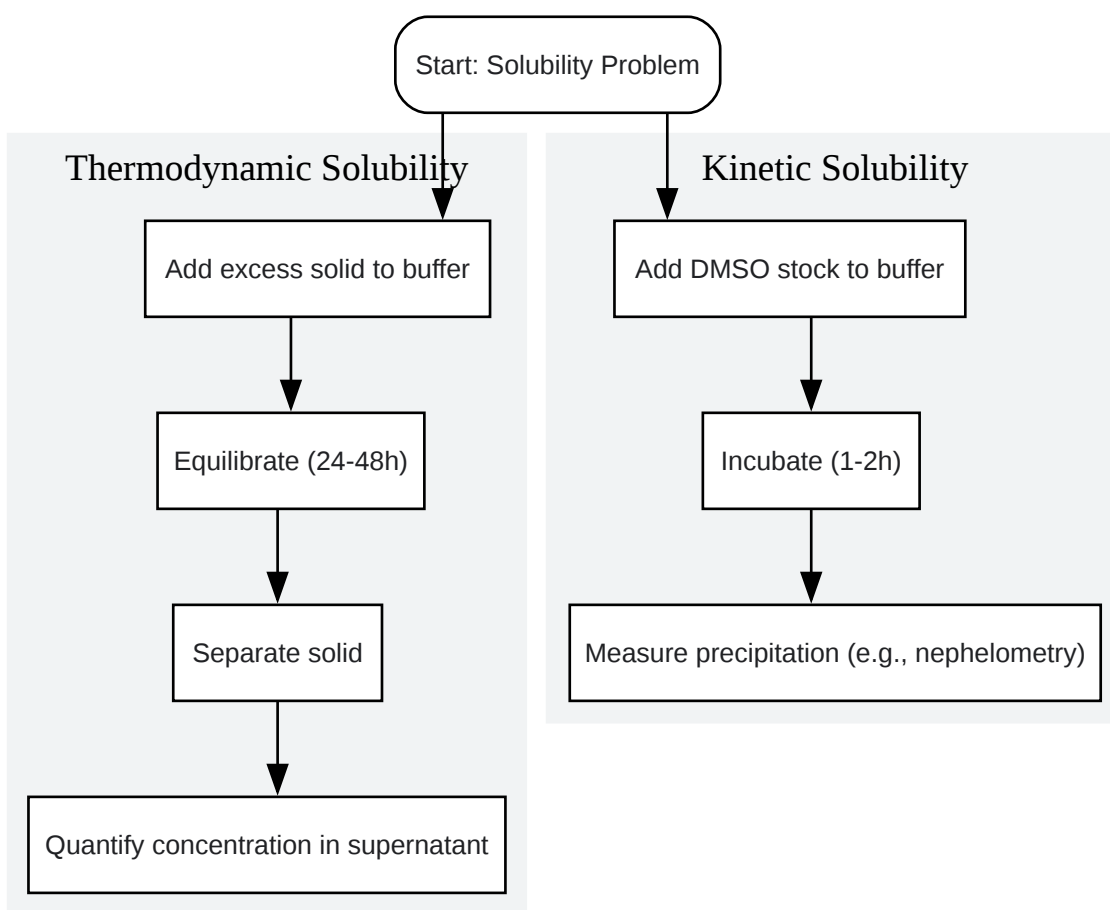 Start: Solubility Problem
Thermodynamic Solubility
Add excess solid to buffer
Equilibrate (24-48h)
Separate solid
Quantify concentration in supernatant
Kinetic Solubility
Add DMSO stock to buffer
Incubate (1-2h)
Measure precipitation (e.g., nephelometry)